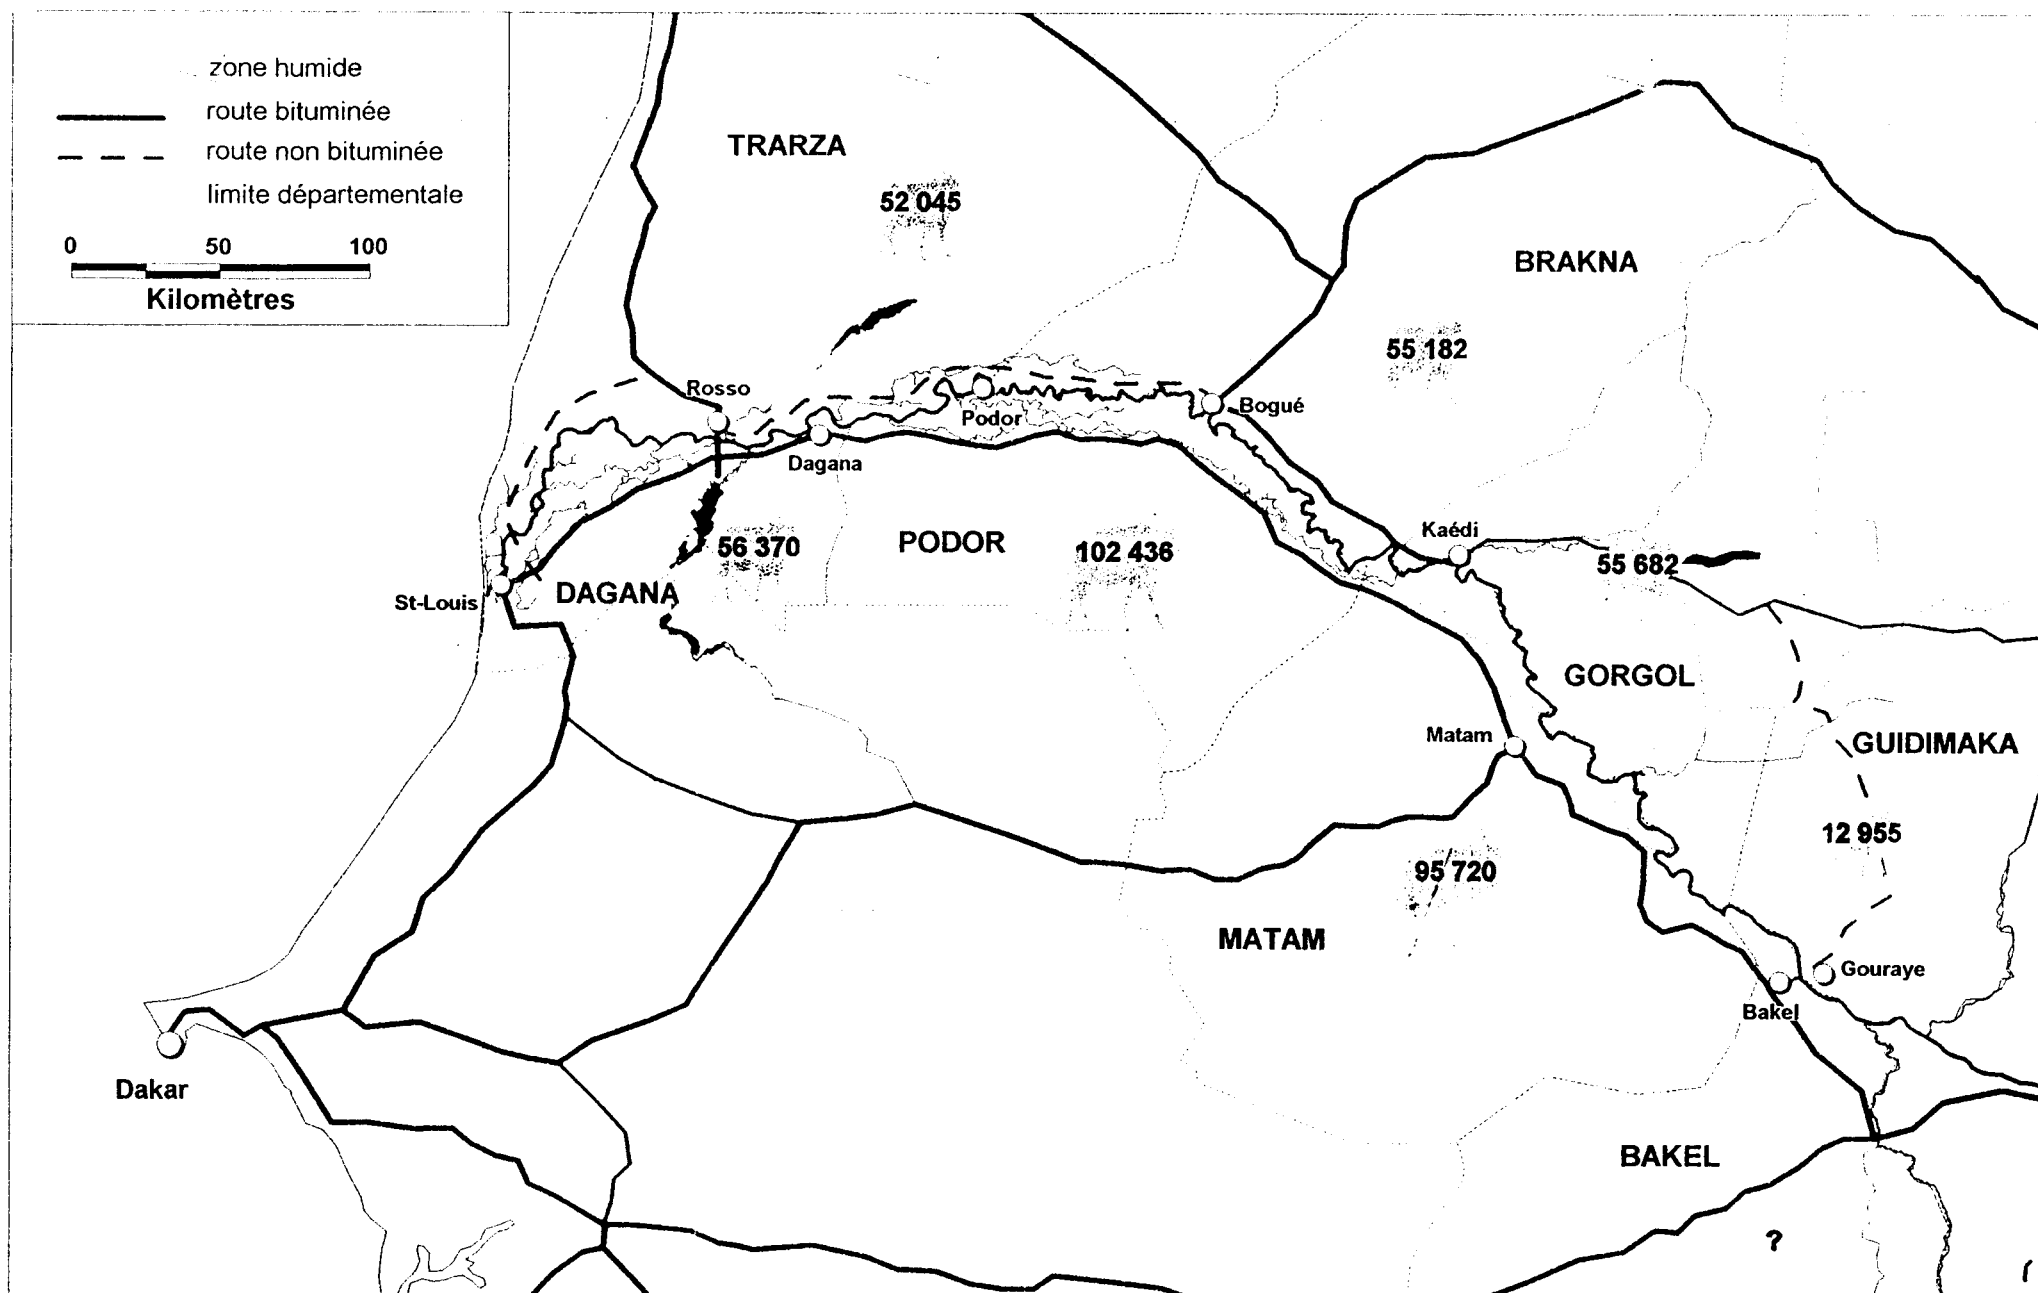 zone humide
route bituminée
route non bituminée
limite départementale
0 50 100
Kilomètres
TRARZA
52 045
BRAKNA
55 182
Rosso
Podor
Bogué
Dagana
Kaédi
PODOR
56 370
102 436
55 682
St-Louis
DAGANA
GORGOL
Matam
GUIDIMAKA
12 955
95 720
MATAM
Gouraye
Bakel
Dakar
BAKEL
?